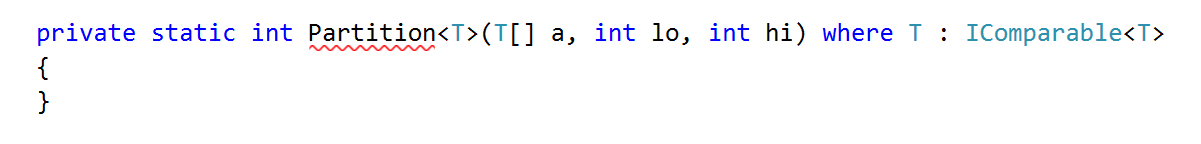 private static int Partition<T>(T[] a, int lo, int hi) where T : IComparable<T>
{
}